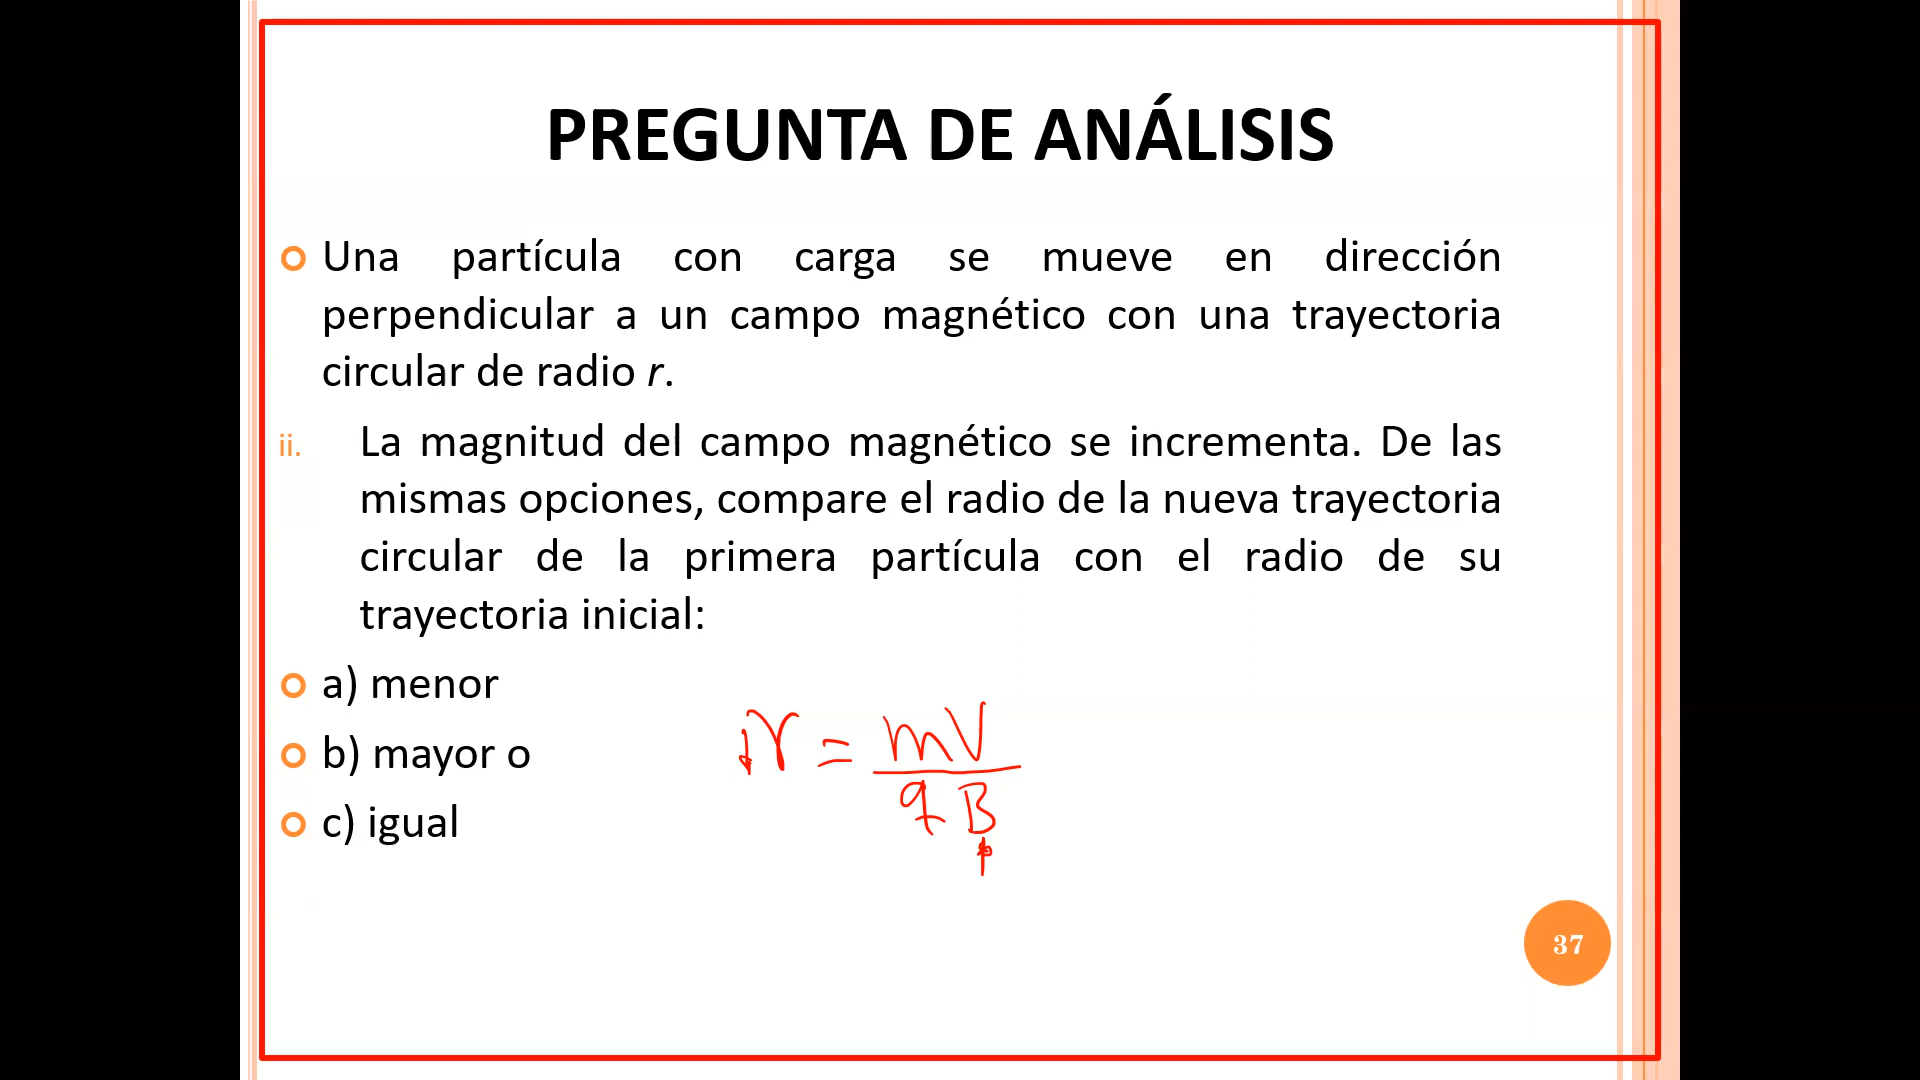 PREGUNTA DE ANÁLISIS
Una partícula con carga se mueve en dirección
perpendicular a un campo magnético con una trayectoria
circular de radio r.
ii. La magnitud del campo magnético se incrementa. De las
mismas opciones, compare el radio de la nueva trayectoria
circular de la primera partícula con el radio de su
trayectoria inicial:
a) menor
b) mayor o
c) igual
↓r = mV
qB
↑
37